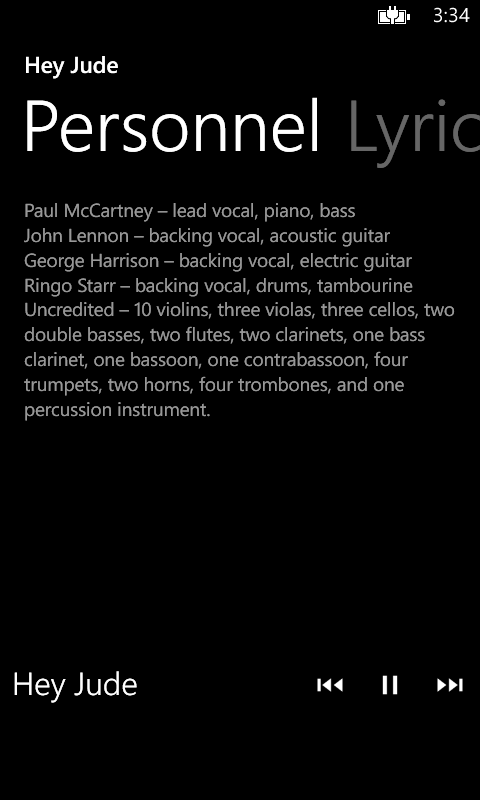 3:34
Hey Jude
Personnel Lyric
Paul McCartney – lead vocal, piano, bass
John Lennon – backing vocal, acoustic guitar
George Harrison – backing vocal, electric guitar
Ringo Starr – backing vocal, drums, tambourine
Uncredited – 10 violins, three violas, three cellos, two
double basses, two flutes, two clarinets, one bass
clarinet, one bassoon, one contrabassoon, four
trumpets, two horns, four trombones, and one
percussion instrument.
Hey Jude